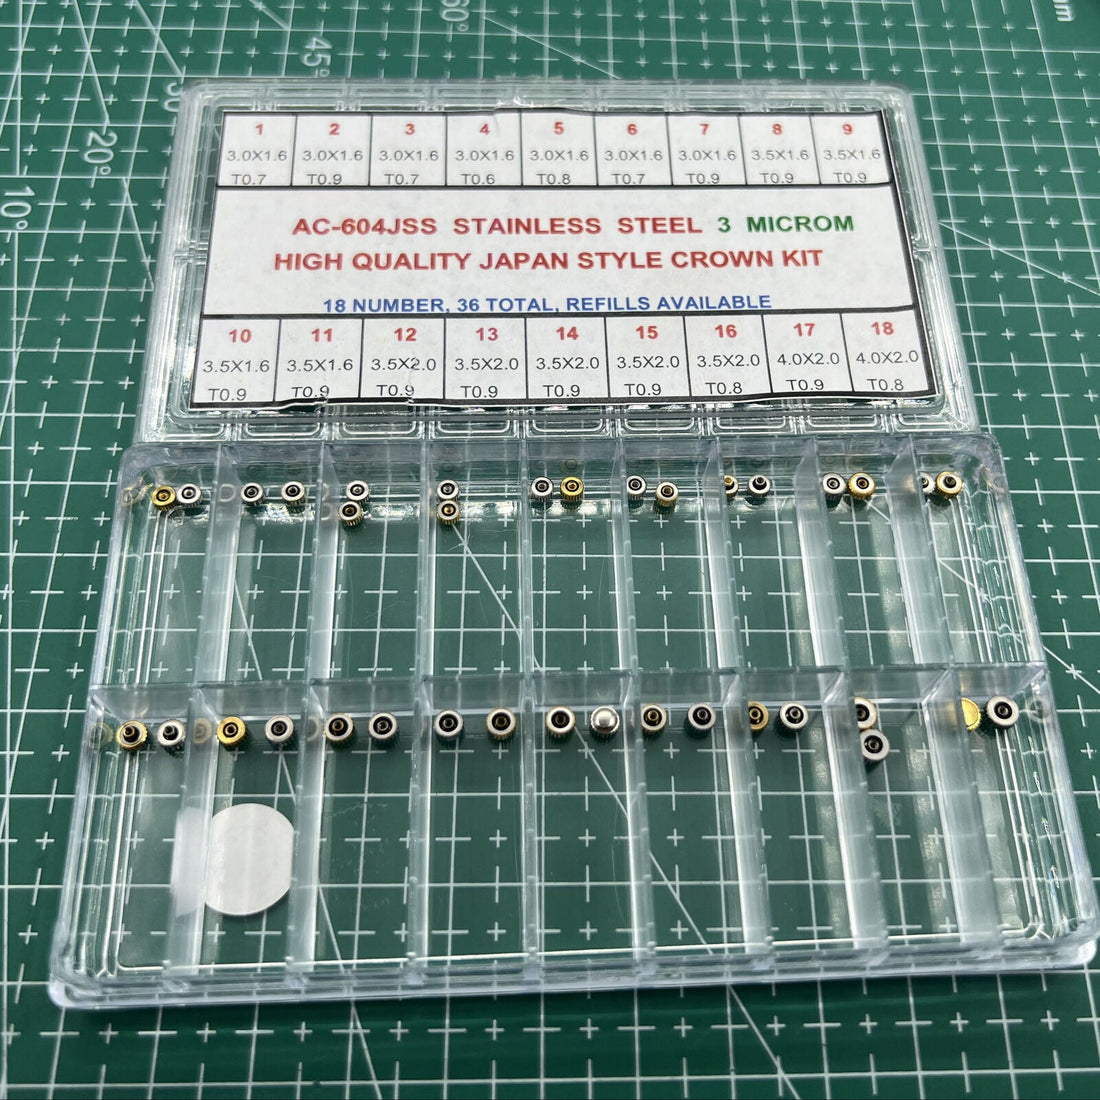 60°
45°
30
20°
10°
1 2 3 4 5 6 7 8 9
3.0X1.6 3.0X1.6 3.0X1.6 3.0X1.6 3.0X1.6 3.0X1.6 3.0X1.6 3.5X1.6 3.5X1.6
T0.7 T0.9 T0.7 T0.6 T0.8 T0.7 T0.9 T0.9 T0.9
AC-604JSS STAINLESS STEEL 3 MICROM
HIGH QUALITY JAPAN STYLE CROWN KIT
18 NUMBER, 36 TOTAL, REFILLS AVAILABLE
10 11 12 13 14 15 16 17 18
3.5X1.6 3.5X1.6 3.5X2.0 3.5X2.0 3.5X2.0 3.5X2.0 3.5X2.0 4.0X2.0 4.0X2.0
T0.9 T0.9 T0.9 T0.9 T0.9 T0.9 T0.8 T0.9 T0.8